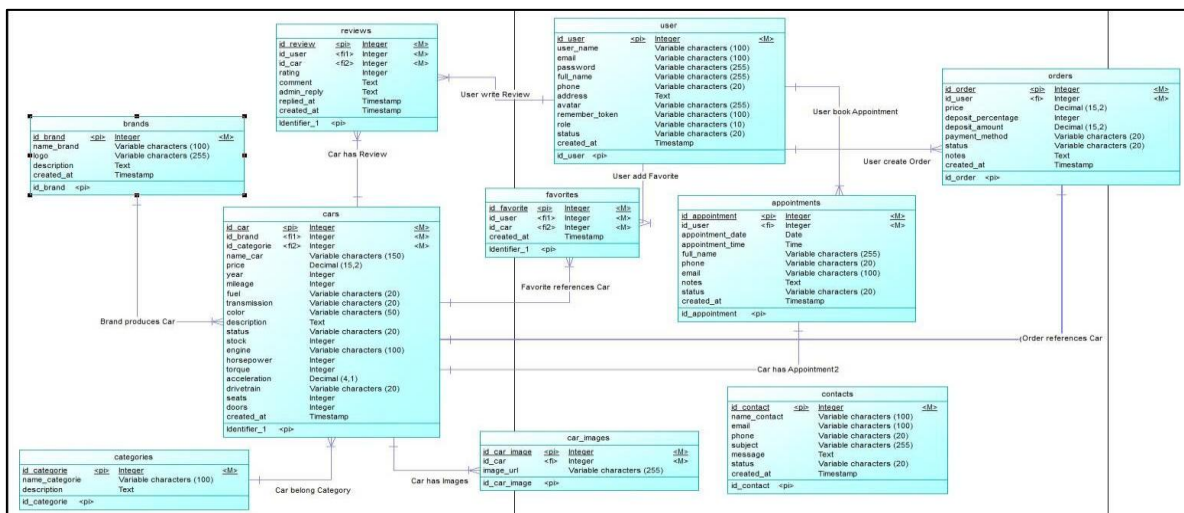 reviews
id_review <pi> Integer <M>
id_user <fi1> Integer <M>
id_car <fi2> Integer <M>
rating Integer
comment Text
admin_reply Text
replied_at Timestamp
created_at Timestamp
Identifier_1 <pi>
user
id_user <pi> Integer <M>
user_name Variable characters (100)
email Variable characters (100)
password Variable characters (255)
full_name Variable characters (255)
phone Variable characters (20)
address Text
avatar Variable characters (255)
remember_token Variable characters (100)
role Variable characters (10)
status Variable characters (20)
created_at Timestamp
id_user <pi>
User write Review
User book Appointment
orders
id_order <pi> Integer <M>
id_user <fi> Integer <M>
price Decimal (15,2)
deposit_percentage Integer
deposit_amount Decimal (15,2)
payment_method Variable characters (20)
status Variable characters (20)
notes Text
created_at Timestamp
id_order <pi>
brands
id_brand <pi> Integer <M>
name_brand Variable characters (100)
logo Variable characters (255)
description Text
created_at Timestamp
id_brand <pi>
Car has Review
User create Order
User add Favorite
favorites
id_favorite <pi> Integer <M>
id_user <fi1> Integer <M>
id_car <fi2> Integer <M>
created_at Timestamp
Identifier_1 <pi>
appointments
id_appointment <pi> Integer <M>
id_user <fi> Integer <M>
appointment_date Date
appointment_time Time
full_name Variable characters (255)
phone Variable characters (20)
email Variable characters (100)
notes Text
status Variable characters (20)
created_at Timestamp
id_appointment <pi>
cars
id_car <pi> Integer <M>
id_brand <fi1> Integer <M>
id_categorie <fi2> Integer <M>
name_car Variable characters (150)
price Decimal (15,2)
year Integer
mileage Integer
fuel Variable characters (20)
transmission Variable characters (20)
color Variable characters (50)
description Text
status Variable characters (20)
stock Integer
engine Variable characters (100)
horsepower Integer
torque Integer
acceleration Decimal (4,1)
drivetrain Variable characters (20)
seats Integer
doors Integer
created_at Timestamp
Identifier_1 <pi>
Favorite references Car
Brand produces Car
Order references Car
Car has Appointment2
contacts
id_contact <pi> Integer <M>
name_contact Variable characters (100)
email Variable characters (100)
phone Variable characters (20)
subject Variable characters (255)
message Text
status Variable characters (20)
created_at Timestamp
id_contact <pi>
categories
id_categorie <pi> Integer <M>
name_categorie Variable characters (100)
description Text
id_categorie <pi>
Car belong Category
Car has Images
car_images
id_car_image <pi> Integer <M>
id_car <fi> Integer <M>
image_url Variable characters (255)
id_car_image <pi>